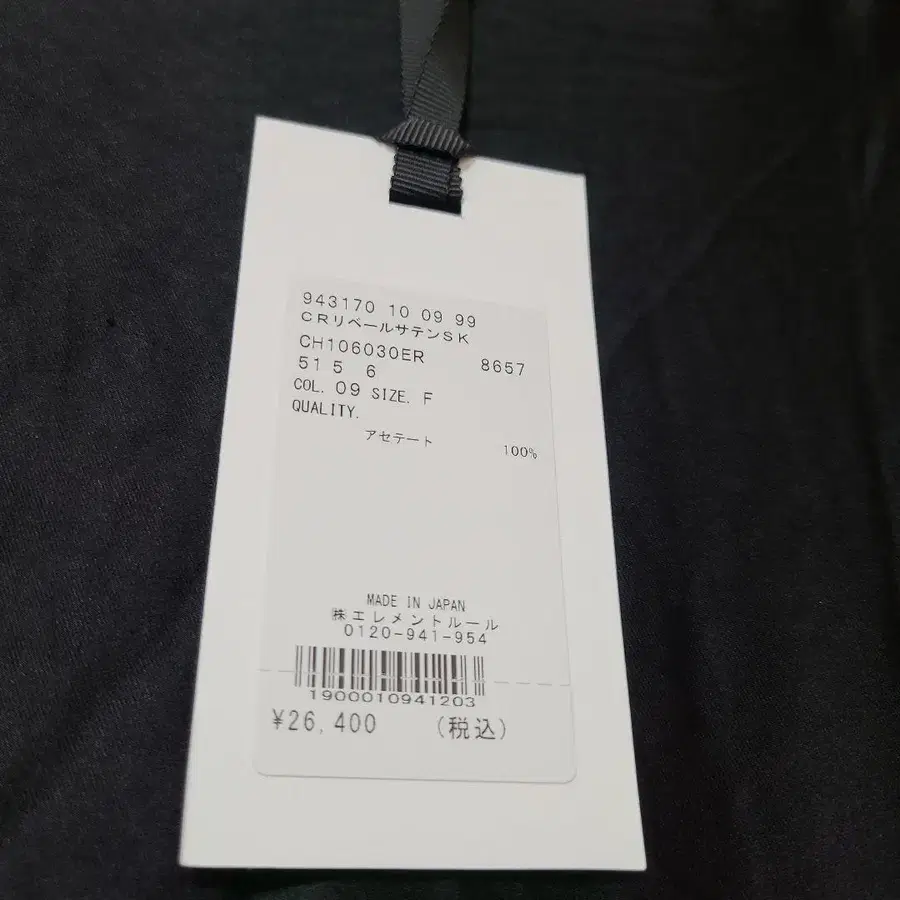 943170 10 09 99
CRリベールサテンSK
CH106030ER 8657
51 5 6
COL. 09 SIZE. F
QUALITY.
アセテート 100%
MADE IN JAPAN
㈱エレメントルール
0120-941-954
1900010941203
¥26,400 (税込)